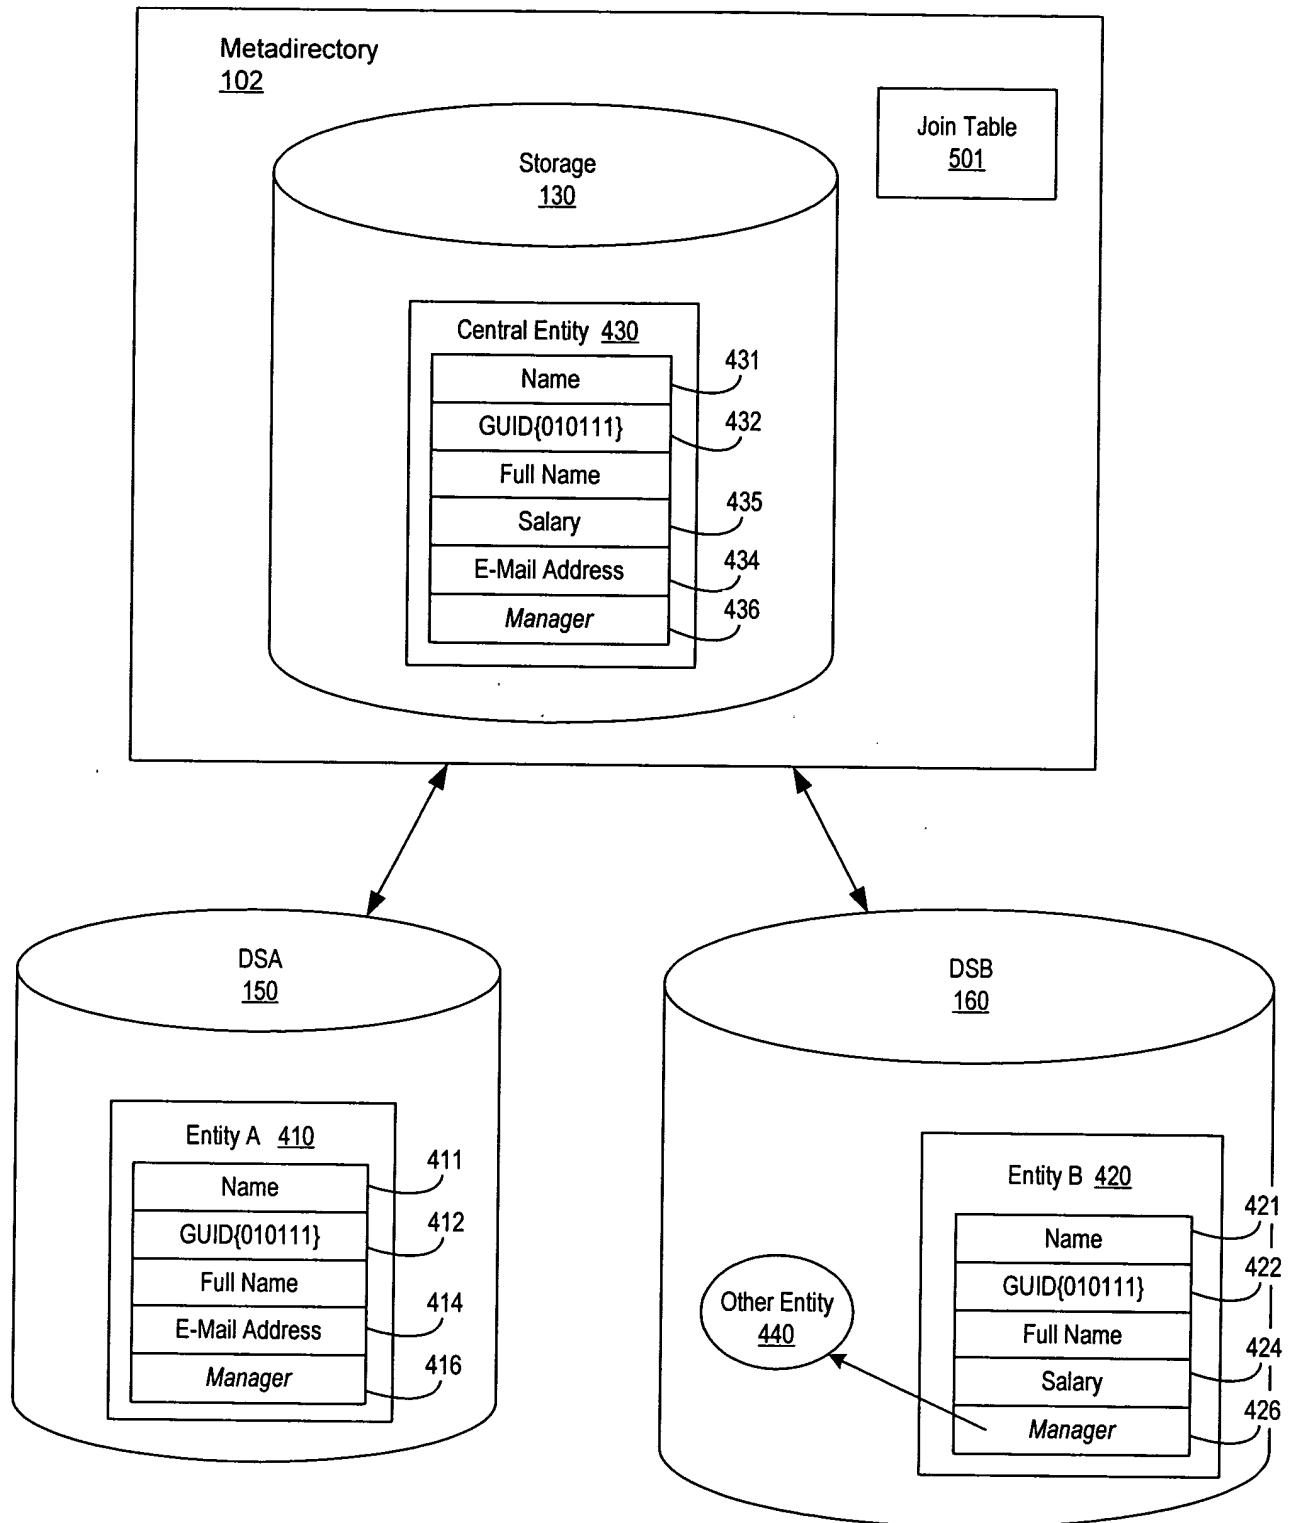 Metadirectory
102
Join Table
501
Storage
130
Central Entity 430
Name
431
GUID{010111}
432
Full Name
Salary
435
E-Mail Address
434
Manager
436
DSA
150
Entity A 410
Name
411
GUID{010111}
412
Full Name
E-Mail Address
414
Manager
416
DSB
160
Entity B 420
Name
421
GUID{010111}
422
Full Name
Salary
424
Manager
426
Other Entity
440